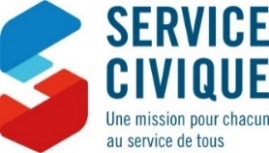 SERVICE
CIVIQUE
Une mission pour chacun
au service de tous